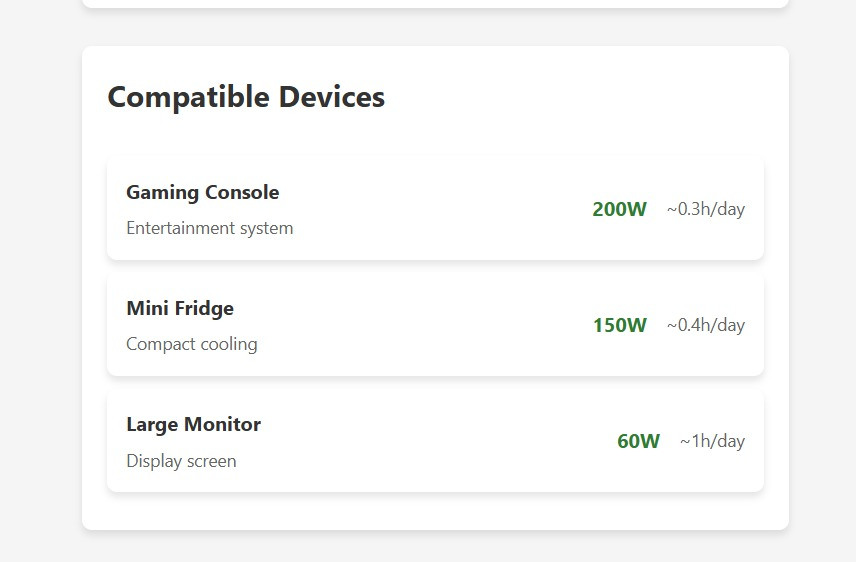 Compatible Devices
Gaming Console
Entertainment system
200W ~0.3h/day
Mini Fridge
Compact cooling
150W ~0.4h/day
Large Monitor
Display screen
60W ~1h/day